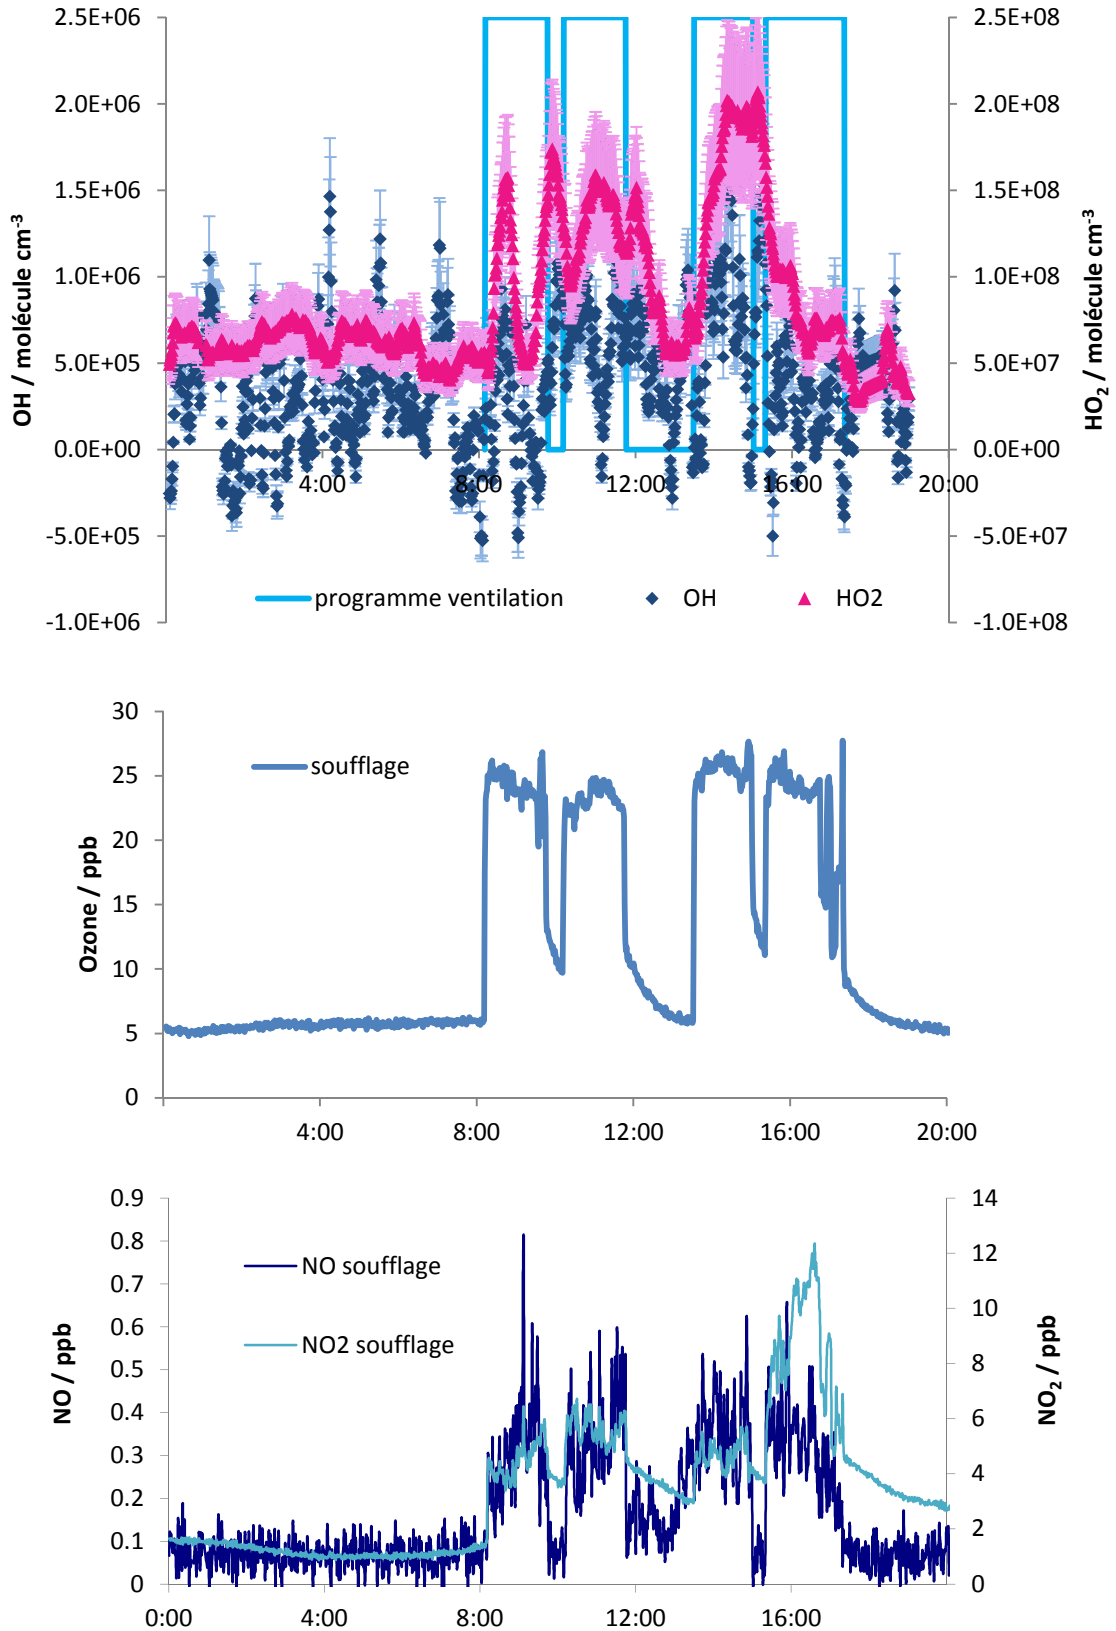 2.5E+06
2.0E+06
1.5E+06
1.0E+06
5.0E+05
0.0E+00
-5.0E+05
-1.0E+06
OH / molécule cm-3
2.5E+08
2.0E+08
1.5E+08
1.0E+08
5.0E+07
0.0E+00
-5.0E+07
-1.0E+08
HO2 / molécule cm-3
4:00 8:00 12:00 16:00 20:00
programme ventilation OH HO2
30
25
20
15
10
5
0
Ozone / ppb
soufflage
4:00 8:00 12:00 16:00 20:00
0.9
0.8
0.7
0.6
0.5
0.4
0.3
0.2
0.1
0
NO / ppb
NO soufflage
NO2 soufflage
14
12
10
8
6
4
2
0
NO2 / ppb
0:00 4:00 8:00 12:00 16:00